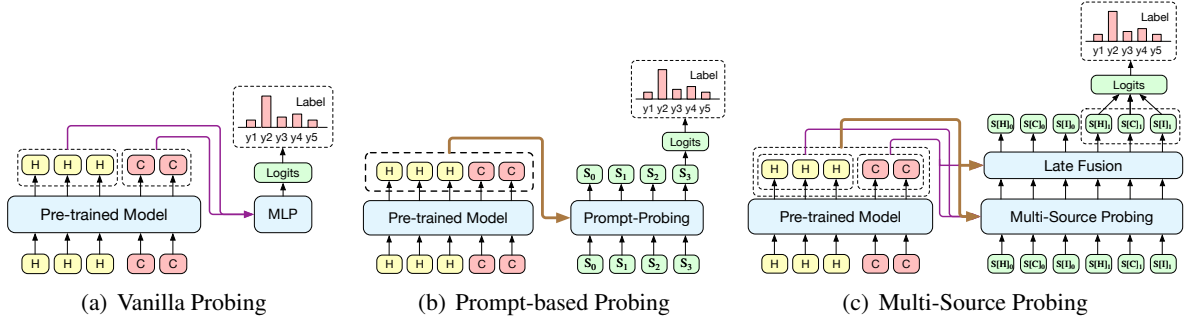 Label
y1 y2 y3 y4 y5
Logits
H H H C C
Pre-trained Model
MLP
H H H C C
(a) Vanilla Probing
Label
y1 y2 y3 y4 y5
Logits
H H H C C
S0 S1 S2 S3
Pre-trained Model
Prompt-Probing
H H H C C
S0 S1 S2 S3
(b) Prompt-based Probing
Label
y1 y2 y3 y4 y5
Logits
S[H]0 S[C]0 S[I]0 S[H]1 S[C]1 S[I]1
H H H C C
Late Fusion
Pre-trained Model
Multi-Source Probing
H H H C C
S[H]0 S[C]0 S[I]0 S[H]1 S[C]1 S[I]1
(c) Multi-Source Probing